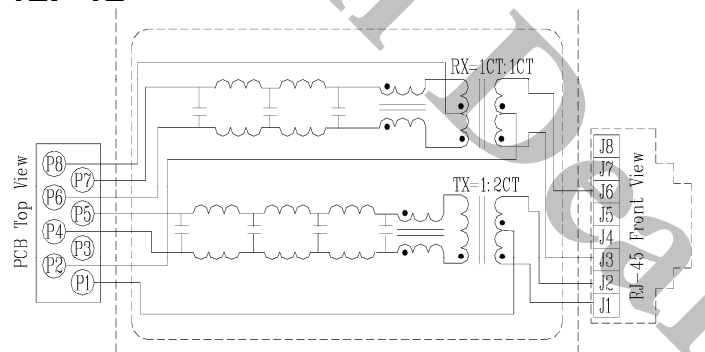 RX=1CT:1CT
TX=1:2CT
PCB Top View
P8
P7
P6
P5
P4
P3
P2
P1
J8
J7
J6
J5
J4
J3
J2
J1
RJ-45 Front View